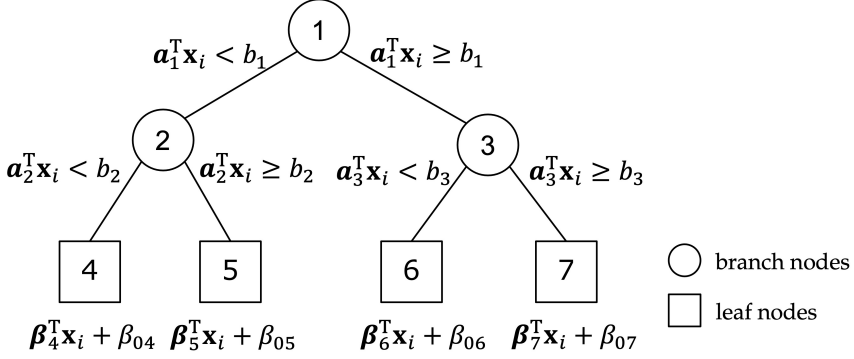 1
𝒂₁ᵀ𝐱ᵢ < b₁ 𝒂₁ᵀ𝐱ᵢ ≥ b₁
2 3
𝒂₂ᵀ𝐱ᵢ < b₂ 𝒂₂ᵀ𝐱ᵢ ≥ b₂ 𝒂₃ᵀ𝐱ᵢ < b₃ 𝒂₃ᵀ𝐱ᵢ ≥ b₃
4 5 6 7
branch nodes
leaf nodes
𝜷₄ᵀ𝐱ᵢ + β₀₄ 𝜷₅ᵀ𝐱ᵢ + β₀₅ 𝜷₆ᵀ𝐱ᵢ + β₀₆ 𝜷₇ᵀ𝐱ᵢ + β₀₇